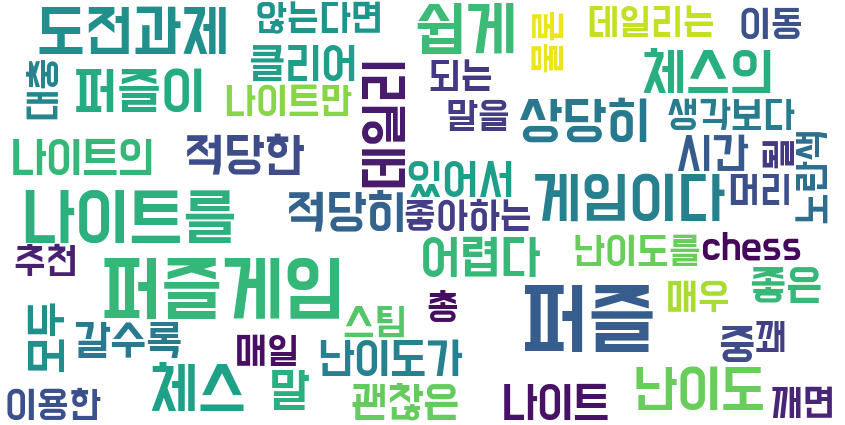 도전과제
않는다면
쉽게
물론
데일리는
이동
대충
퍼즐이
클리어
나이트만
데일리
되는
체스의
말을
상당히
생각보다
나이트의
적당한
있어서
시간
될
노란색
나이트를
적당히
좋아하는
게임이다
머리
추천
퍼즐게임
어렵다
난이도를
chess
모나
갈수록
스팀
총
퍼즐
매우
좋은
매일
난이도가
중
꽤
이용한
체스
말
괜찮은
나이트
난이도
깨면